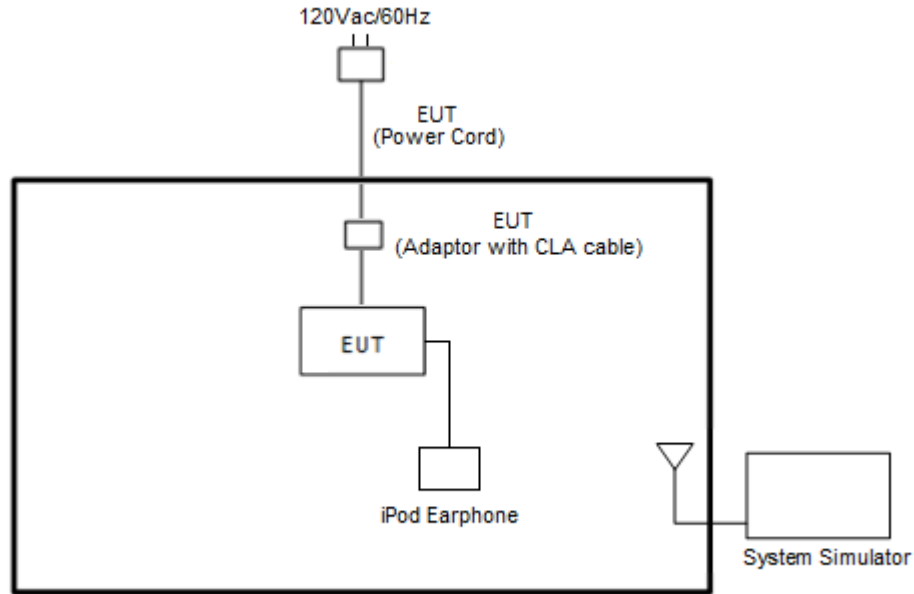 120Vac/60Hz
EUT
(Power Cord)
EUT
(Adaptor with CLA cable)
EUT
iPod Earphone
System Simulator